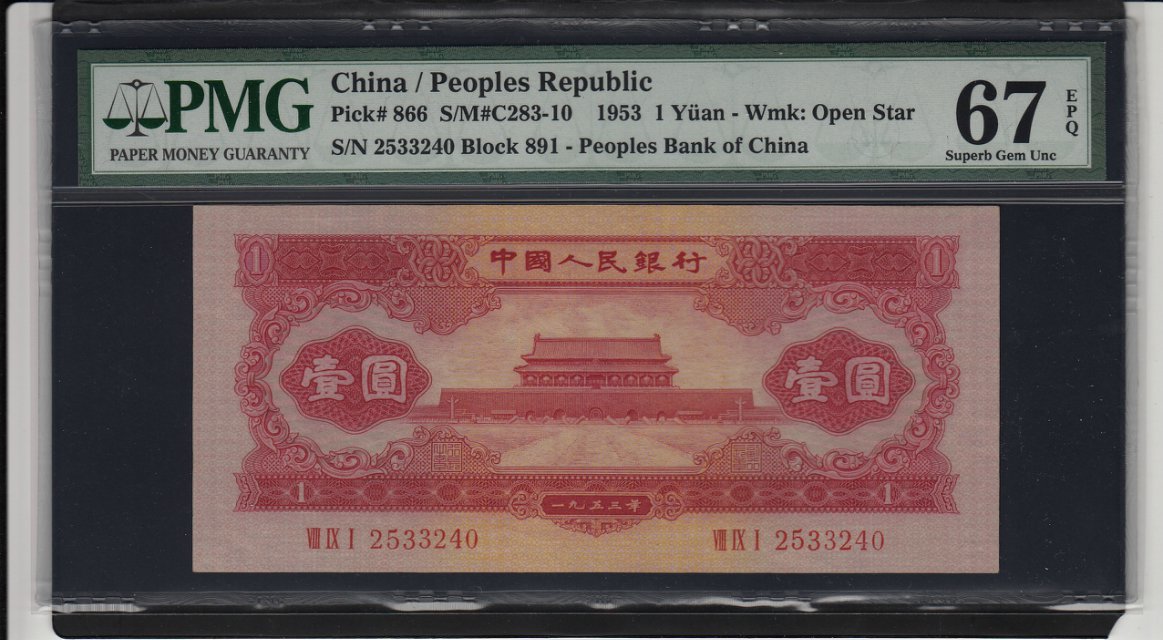 PMG
PAPER MONEY GUARANTY
China / Peoples Republic
Pick# 866 S/M#C283-10 1953 1 Yüan - Wmk: Open Star
S/N 2533240 Block 891 - Peoples Bank of China
67
EPQ
Superb Gem Unc
1 中國人民銀行 1
壹圓 壹圓
1 1
一九五三年
VIII IX I 2533240 VIII IX I 2533240